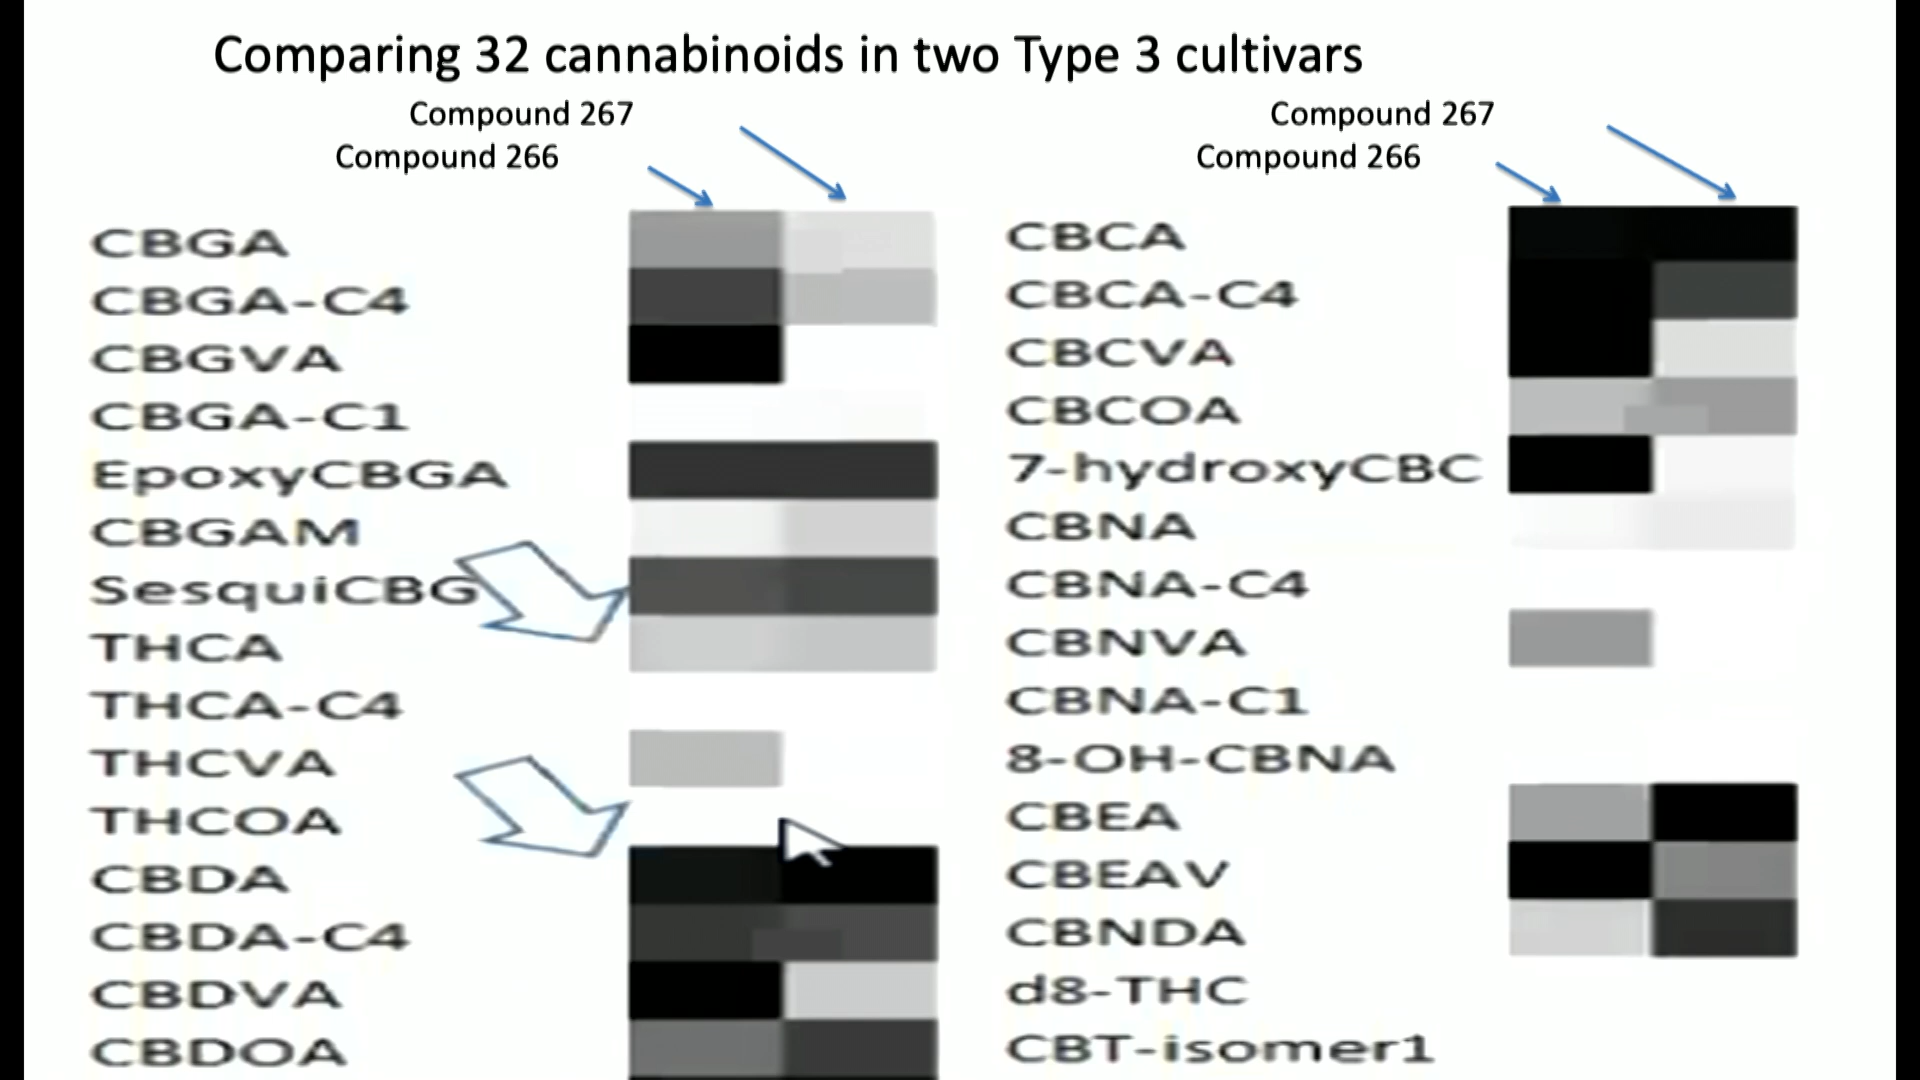 Comparing 32 cannabinoids in two Type 3 cultivars
Compound 267
Compound 266
CBGA
CBGA-C4
CBGVA
CBGA-C1
EpoxyCBGA
CBGAM
SesquiCBG
THCA
THCA-C4
THCVA
THCOA
CBDA
CBDA-C4
CBDVA
CBDOA
Compound 267
Compound 266
CBCA
CBCA-C4
CBCVA
CBCOA
7-hydroxyCBC
CBNA
CBNA-C4
CBNVA
CBNA-C1
8-OH-CBNA
CBEA
CBEAV
CBNDA
d8-THC
CBT-isomer1